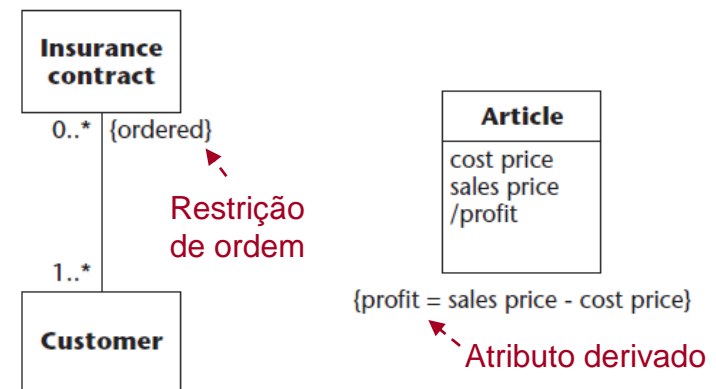 Insurance
contract
0..* {ordered}
Restrição
de ordem
1..*
Customer
Article
cost price
sales price
/profit
{profit = sales price - cost price}
Atributo derivado